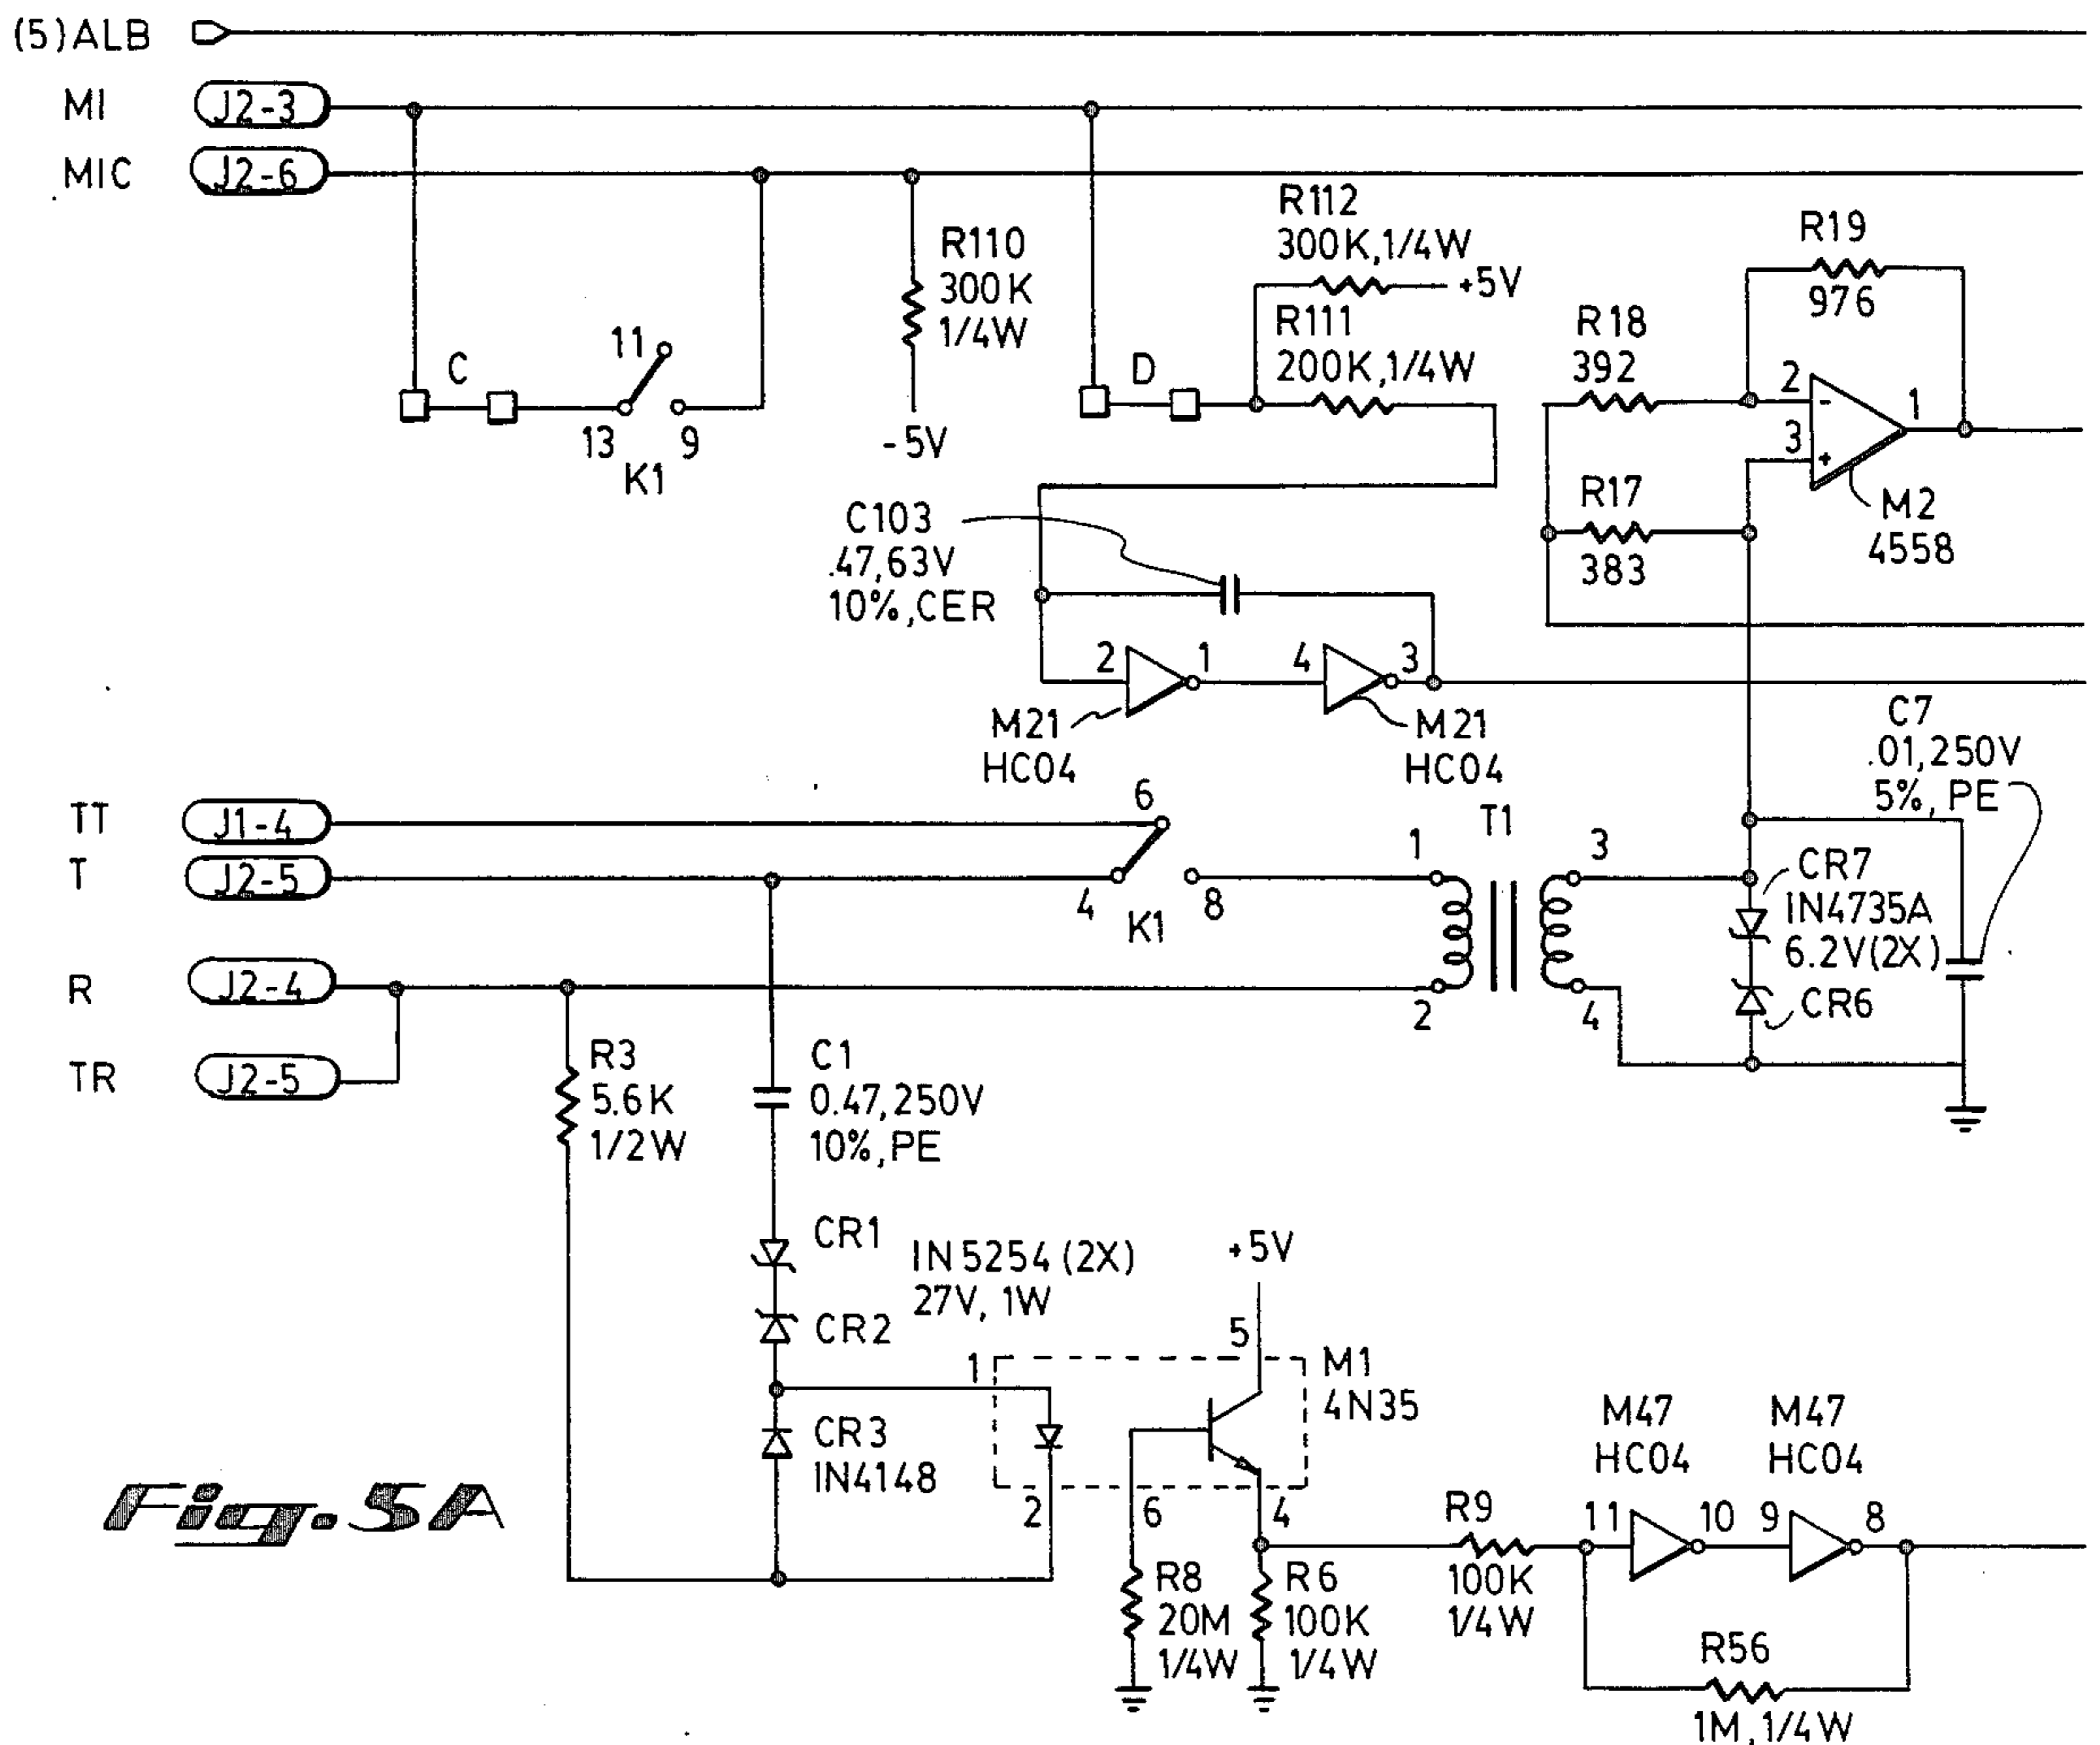 (5)ALB
MI J2-3
MIC J2-6
R112
300K,1/4W
+5V
R19
976
R110
300K
1/4W
-5V
R111
200K,1/4W
R18
392
11
C
13 9
K1
D
2
-
3
+
1
R17
383
M2
4558
C103
.47,63V
10%,CER
2 1 4 3
M21
HC04
M21
HC04
C7
.01,250V
5%,PE
TT J1-4
6
T J2-5
4 8
K1
T1
1 3
CR7
IN4735A
6.2V(2X)
R J2-4
2 4
CR6
TR J2-5
R3
5.6K
1/2W
C1
0.47,250V
10%,PE
CR1
IN5254(2X)
27V, 1W
+5V
CR2
5
1
M1
4N35
CR3
IN4148
M47
HC04
M47
HC04
Fig. 5A
2 6 4
R9
100K
1/4W
11 10 9 8
R8
20M
1/4W
R6
100K
1/4W
R56
1M,1/4W